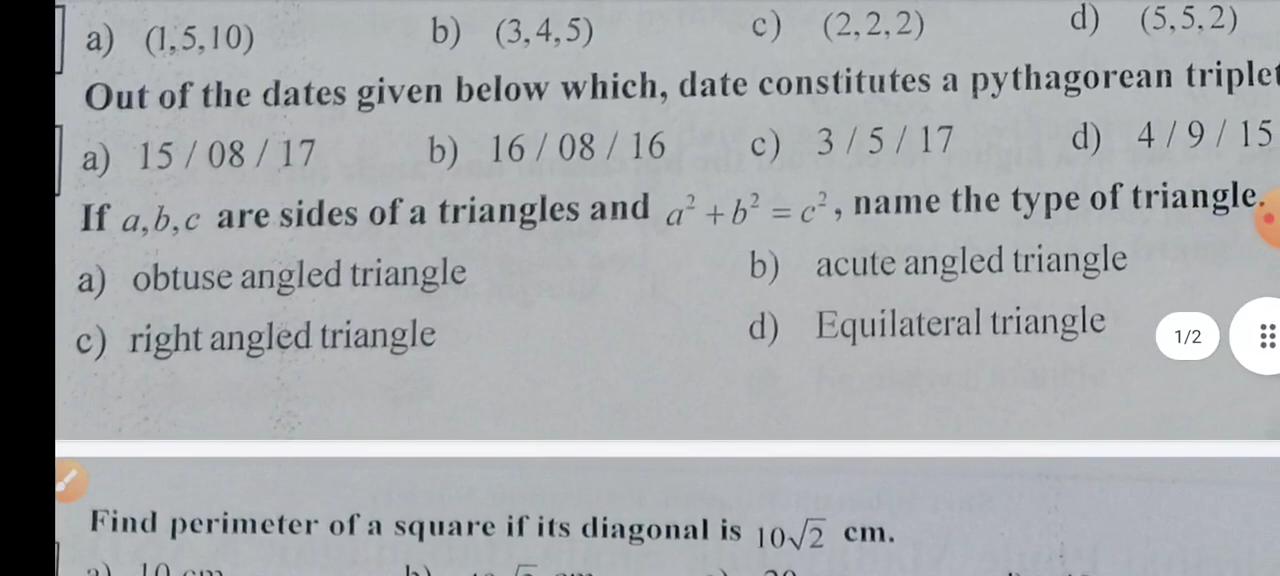 a) (1,5,10) b) (3,4,5) c) (2,2,2) d) (5,5,2)
Out of the dates given below which, date constitutes a pythagorean triplet
a) 15 / 08 / 17 b) 16 / 08 / 16 c) 3 / 5 / 17 d) 4 / 9 / 15
If a,b,c are sides of a triangles and a² + b² = c², name the type of triangle.
a) obtuse angled triangle b) acute angled triangle
c) right angled triangle d) Equilateral triangle
1/2
Find perimeter of a square if its diagonal is 10√2 cm.
a) 10 cm b)